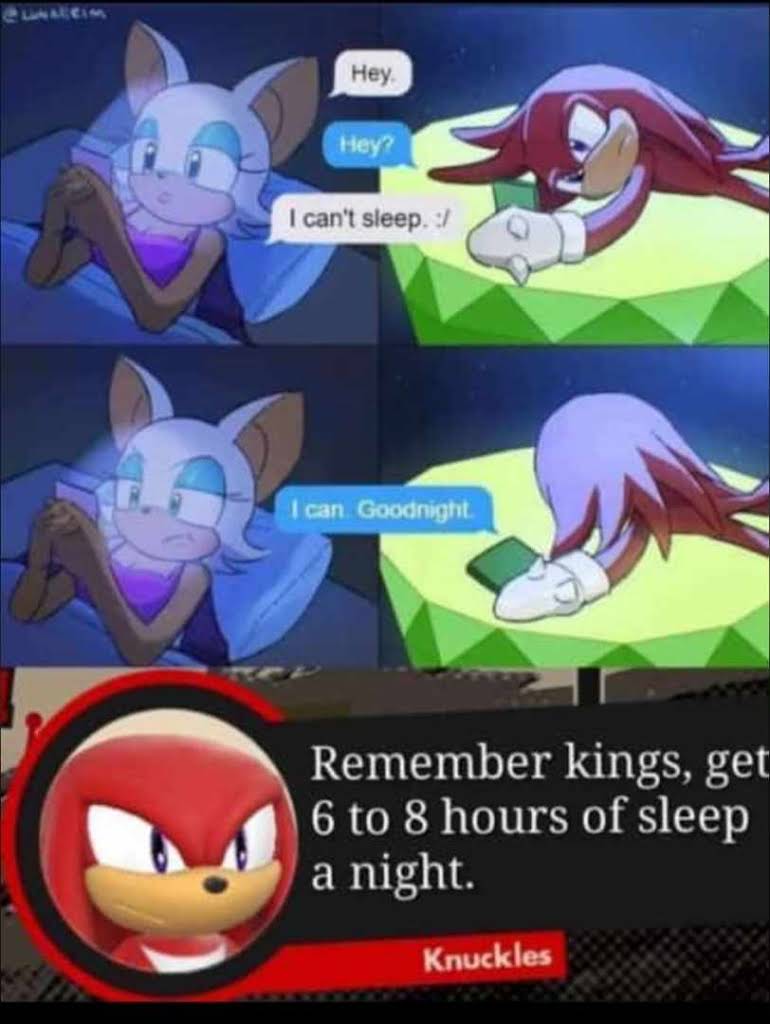 Hey.
Hey?
I can't sleep. :/
I can. Goodnight.
Remember kings, get
6 to 8 hours of sleep
a night.
Knuckles